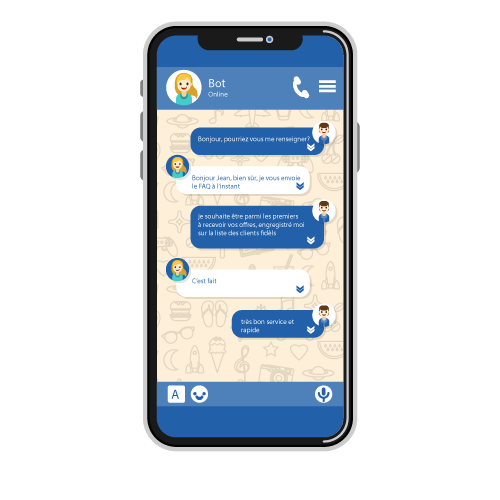 Bot
Online
Bonjour, pourriez vous me renseigner?
Bonjour Jean, bien sûr, je vous envoie
le FAQ à l'instant
je souhaite être parmi les premiers
à recevoir vos offres, engregistré moi
sur la liste des clients fidèls
C'est fait
très bon service et
rapide
A